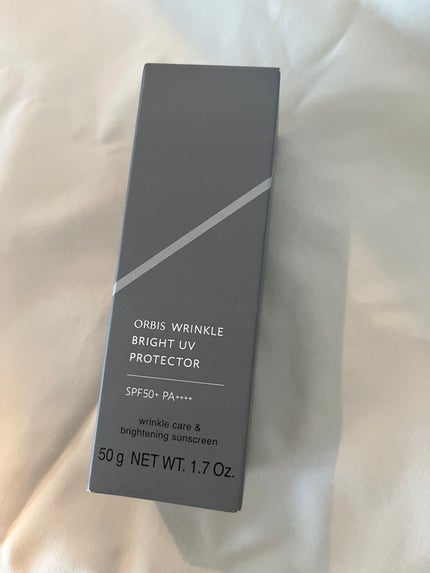 ORBIS WRINKLE
BRIGHT UV
PROTECTOR
SPF50+ PA++++
wrinkle care &
brightening sunscreen
50 g NET WT. 1.7 Oz.